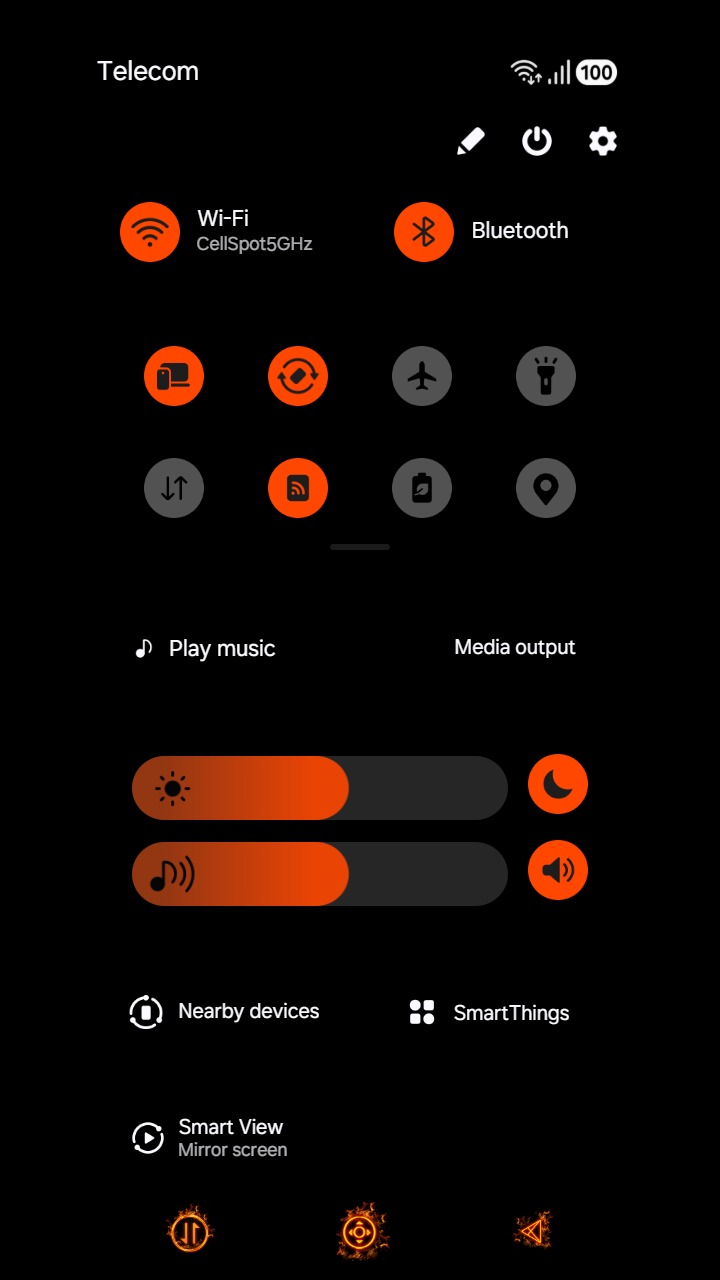 Telecom
100
Wi-Fi
CellSpot5GHz
Bluetooth
Play music
Media output
Nearby devices
SmartThings
Smart View
Mirror screen